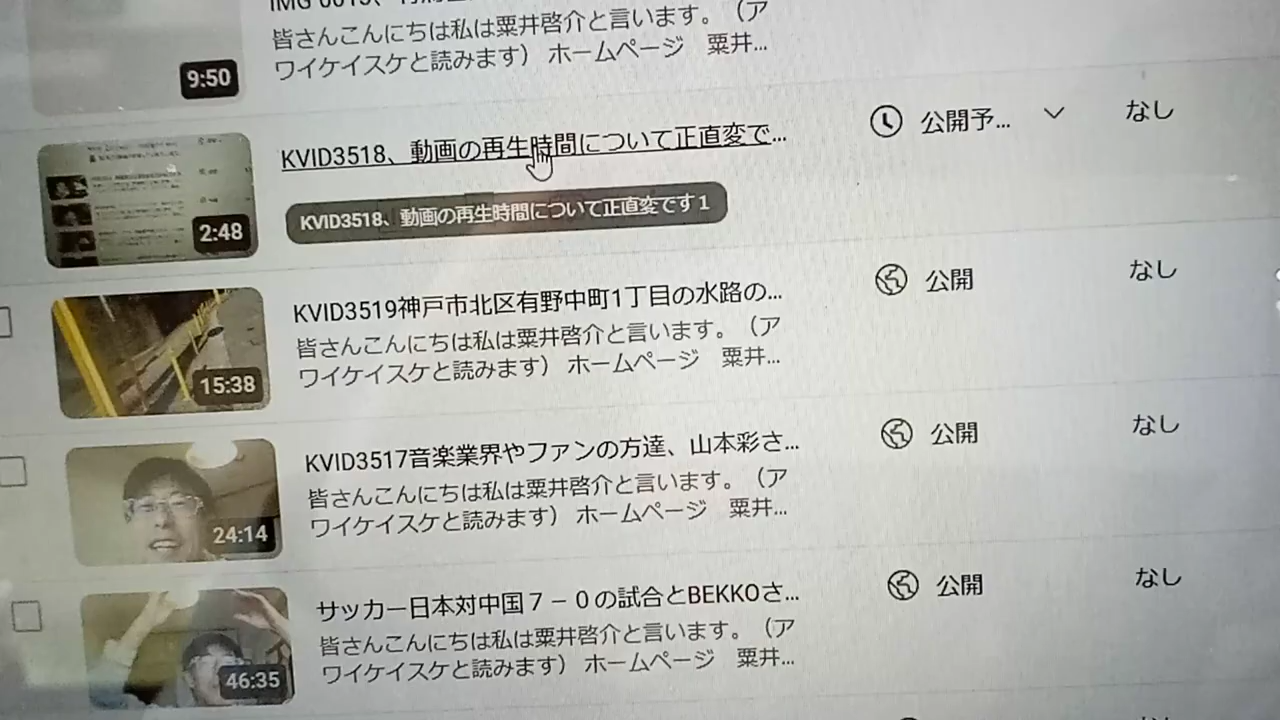 皆さんこんにちは私は粟井啓介と言います。（ア
ワイケイスケと読みます） ホームページ　粟井...
9:50
KVID3518、動画の再生時間について正直変で...
公開予...
なし
KVID3518、動画の再生時間について正直変です１
2:48
KVID3519神戸市北区有野中町1丁目の水路の...
皆さんこんにちは私は粟井啓介と言います。（ア
ワイケイスケと読みます） ホームページ　粟井...
15:38
公開
なし
KVID3517音楽業界やファンの方達、山本彩さ...
皆さんこんにちは私は粟井啓介と言います。（ア
ワイケイスケと読みます） ホームページ　粟井...
24:14
公開
なし
サッカー日本対中国７－０の試合とBEKKOさ...
皆さんこんにちは私は粟井啓介と言います。（ア
ワイケイスケと読みます） ホームページ　粟井...
46:35
公開
なし